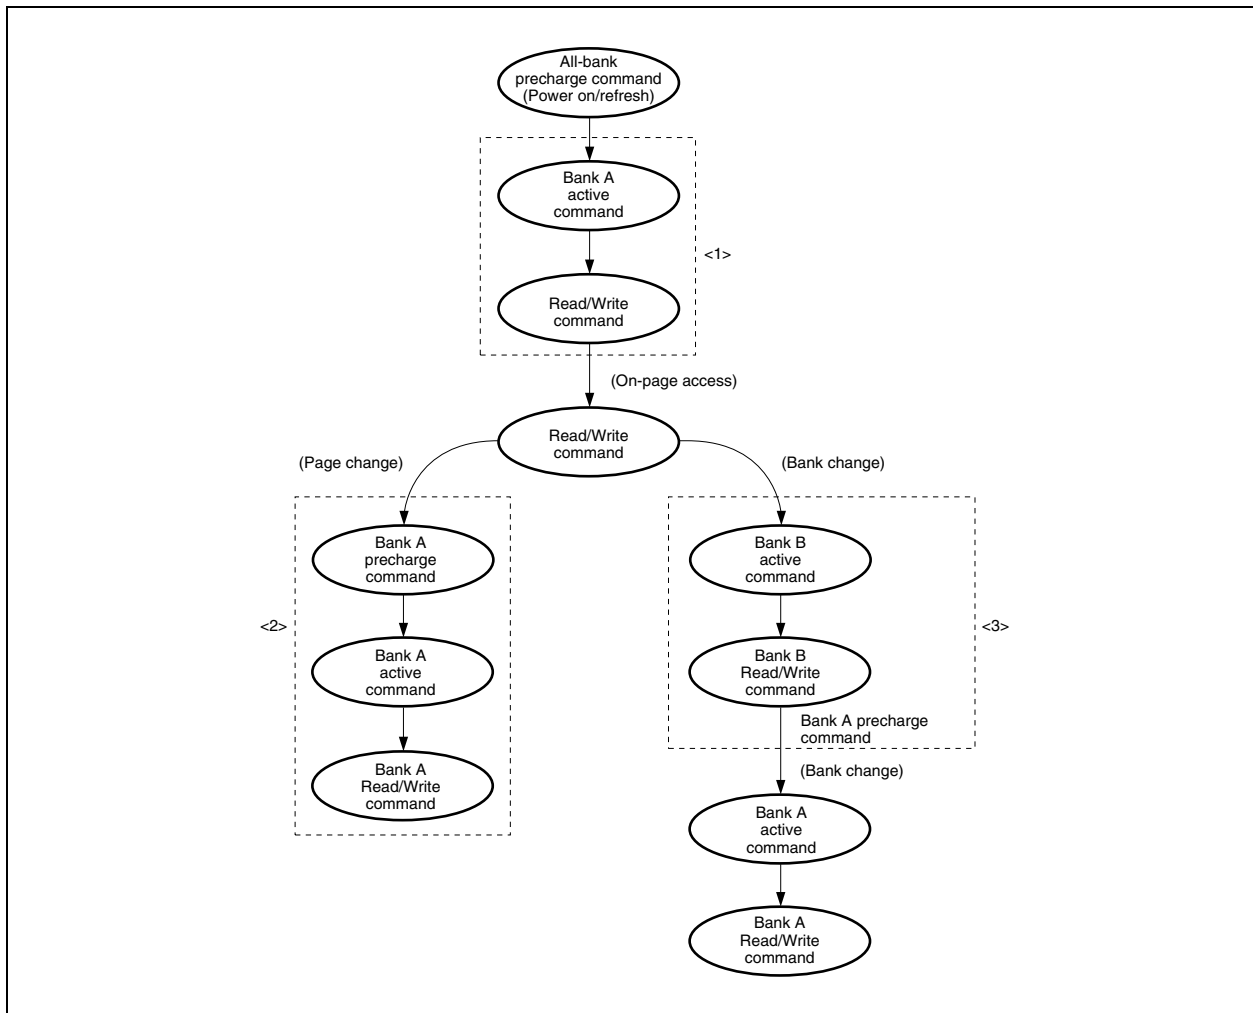 All-bank
precharge command
(Power on/refresh)
Bank A
active
command
<1>
Read/Write
command
(On-page access)
Read/Write
command
(Page change)
(Bank change)
Bank A
precharge
command
Bank B
active
command
<2>
<3>
Bank A
active
command
Bank B
Read/Write
command
Bank A precharge
command
Bank A
Read/Write
command
(Bank change)
Bank A
active
command
Bank A
Read/Write
command